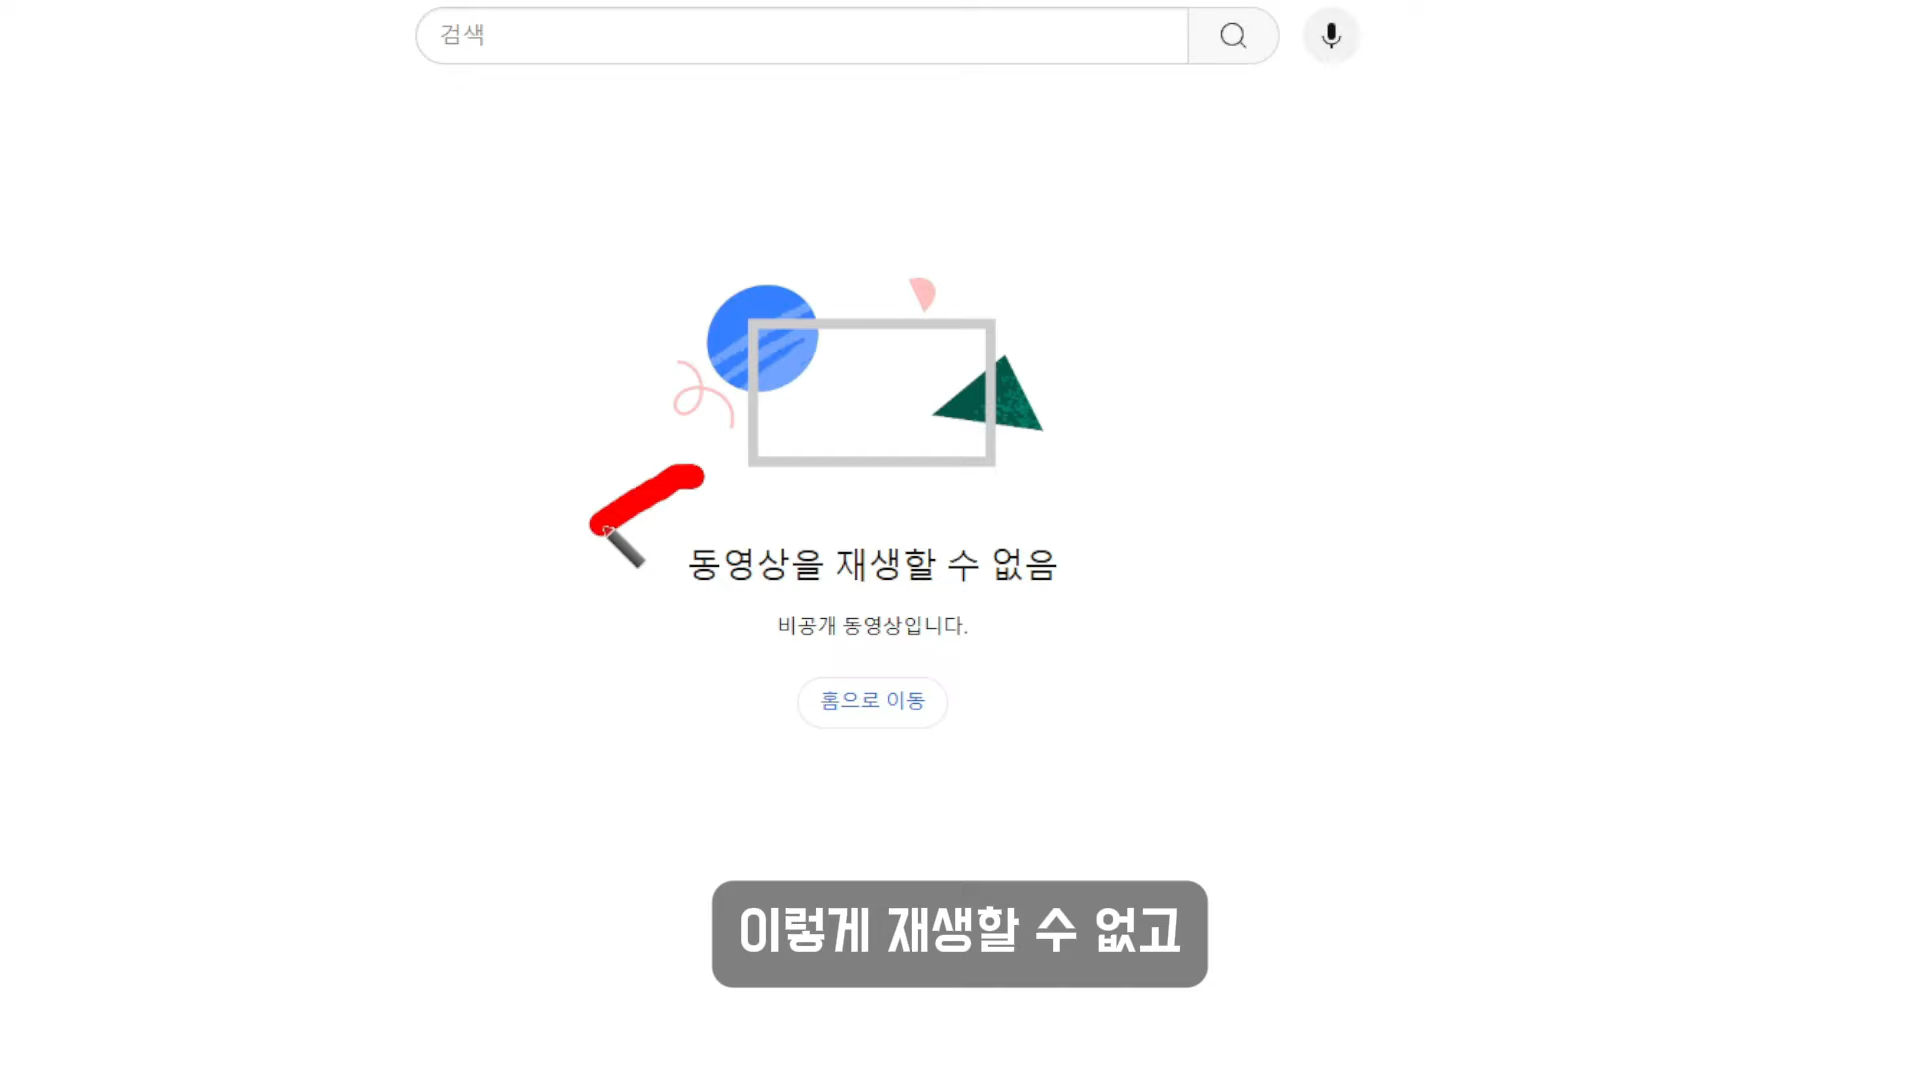 검색
동영상을 재생할 수 없음
비공개 동영상입니다.
홈으로 이동
이렇게 재생할 수 없고